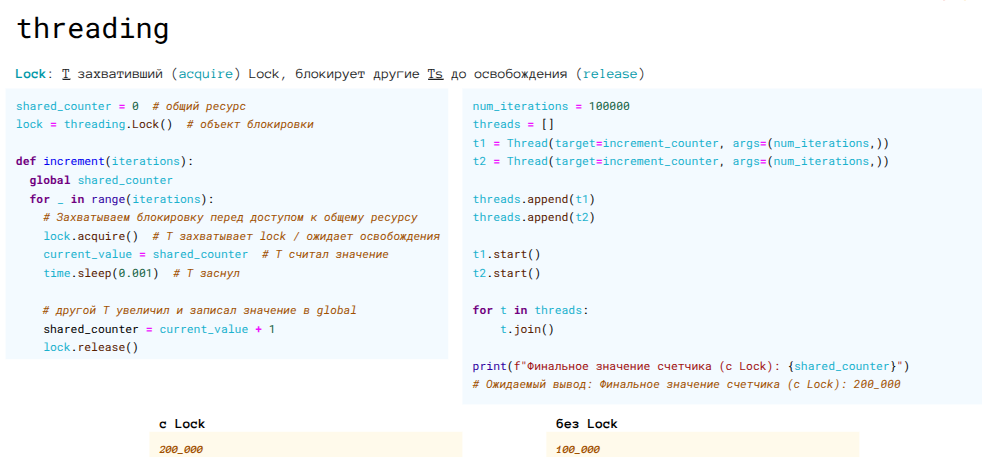 threading
Lock: T захвативший (acquire) Lock, блокирует другие Ts до освобождения (release)
shared_counter = 0  # общий ресурс
lock = threading.Lock()  # объект блокировки
def increment(iterations):
  global shared_counter
  for _ in range(iterations):
    # Захватываем блокировку перед доступом к общему ресурсу
    lock.acquire()  # T захватывает lock / ожидает освобождения
    current_value = shared_counter  # T считал значение
    time.sleep(0.001)  # T заснул
    # другой T увеличил и записал значение в global
    shared_counter = current_value + 1
    lock.release()
num_iterations = 100000
threads = []
t1 = Thread(target=increment_counter, args=(num_iterations,))
t2 = Thread(target=increment_counter, args=(num_iterations,))
threads.append(t1)
threads.append(t2)
t1.start()
t2.start()
for t in threads:
    t.join()
print(f"Финальное значение счетчика (с Lock): {shared_counter}")
# Ожидаемый вывод: Финальное значение счетчика (с Lock): 200_000
с Lock
200_000
без Lock
100_000